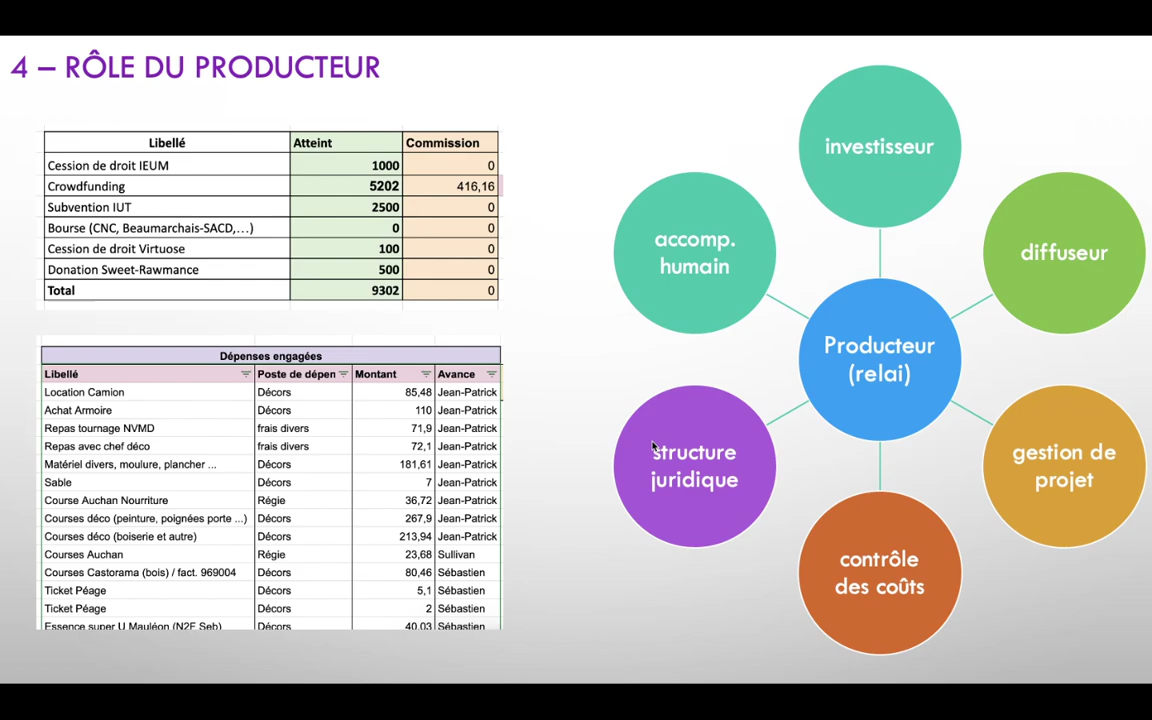 4 – RÔLE DU PRODUCTEUR
Libellé Atteint Commission
Cession de droit IEUM 1000 0
Crowdfunding 5202 416,16
Subvention IUT 2500 0
Bourse (CNC, Beaumarchais-SACD,...) 0 0
Cession de droit Virtuose 100 0
Donation Sweet-Rawmance 500 0
Total 9302 0
Dépenses engagées
Libellé Poste de dépen Montant Avance
Location Camion Décors 85,48 Jean-Patrick
Achat Armoire Décors 110 Jean-Patrick
Repas tournage NVMD frais divers 71,9 Jean-Patrick
Repas avec chef déco frais divers 72,1 Jean-Patrick
Matériel divers, moulure, plancher ... Décors 181,61 Jean-Patrick
Sable Décors 7 Jean-Patrick
Course Auchan Nourriture Régie 36,72 Jean-Patrick
Courses déco (peinture, poignées porte ...) Décors 267,9 Jean-Patrick
Courses déco (boiserie et autre) Décors 213,94 Jean-Patrick
Courses Auchan Régie 23,68 Sullivan
Courses Castorama (bois) / fact. 969004 Décors 80,46 Sébastien
Ticket Péage Décors 5,1 Sébastien
Ticket Péage Décors 2 Sébastien
Essence super U Mauléon (N2F Seb) Décors 40,03 Sébastien
investisseur
diffuseur
gestion de
projet
contrôle
des coûts
structure
juridique
accomp.
humain
Producteur
(relai)